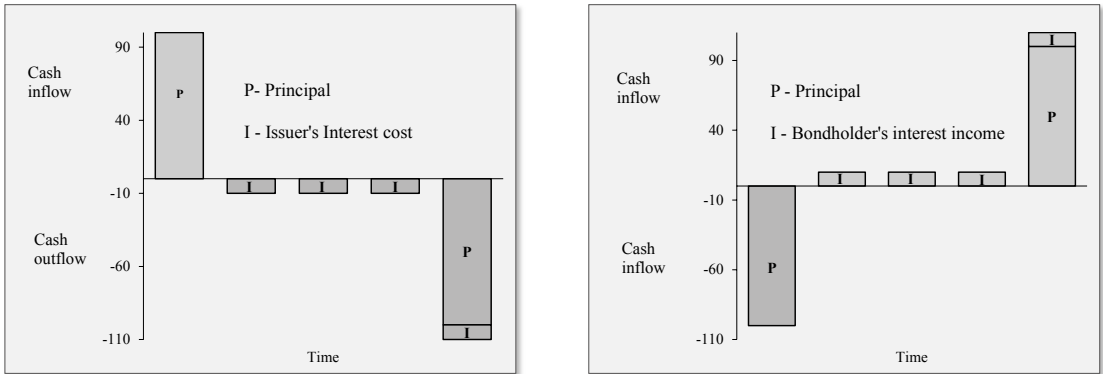 90
Cash
inflow
P
P- Principal
40
I - Issuer's Interest cost
-10
I
I
I
Cash
outflow
P
-60
I
-110
Time
I
90
Cash
inflow
P - Principal
P
40
I - Bondholder's interest income
I
I
I
-10
Cash
inflow
P
-60
-110
Time